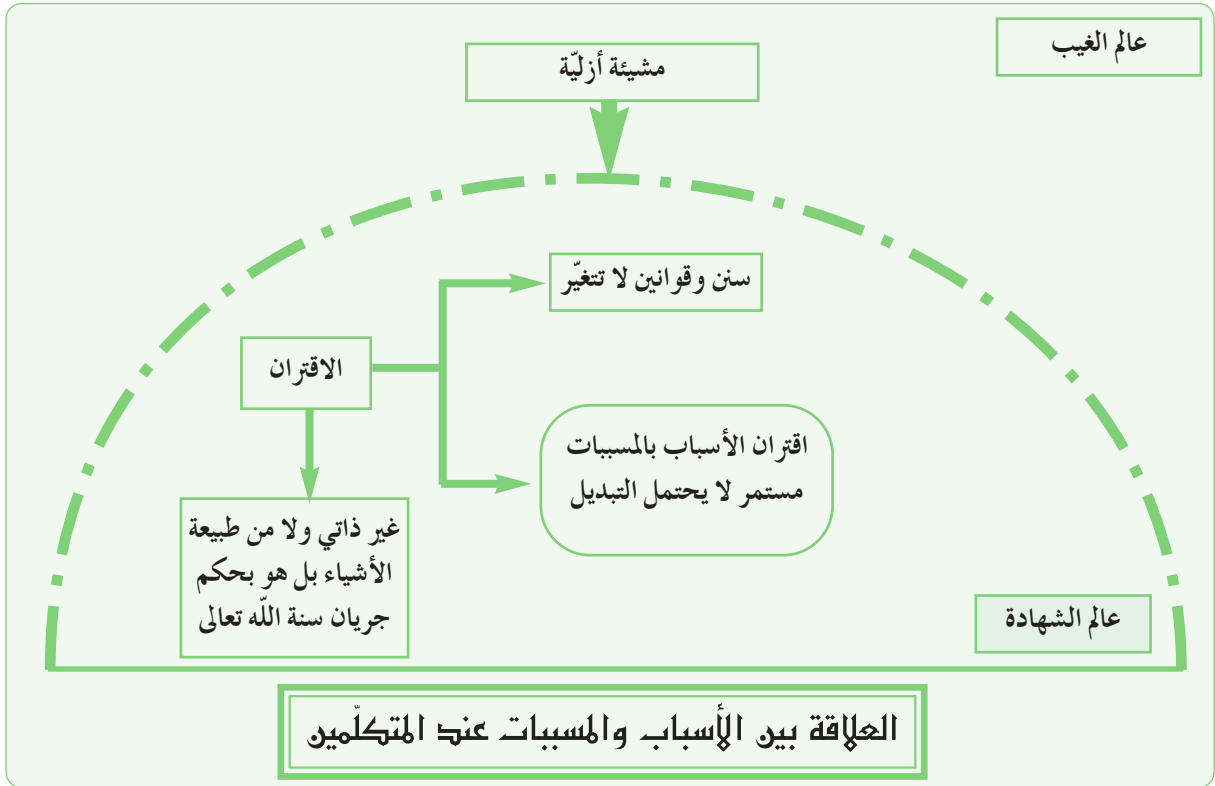 عالم الغيب
مشيئة أزليّة
سنن وقوانين لا تتغيّر
الاقتران
اقتران الأسباب بالمسببات
مستمر لا يحتمل التبديل
غير ذاتي ولا من طبيعة
الأشياء بل هو بحكم
جريان سنة اللّه تعالى
عالم الشهادة
العلاقة بين الأسباب والمسببات عند المتكلّمين